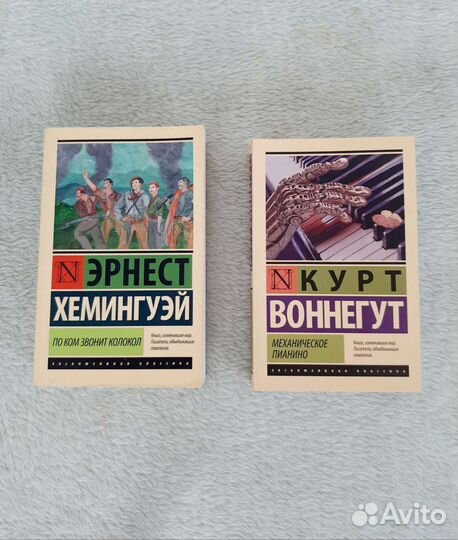 N ЭРНЕСТ
ХЕМИНГУЭЙ
ПО КОМ ЗВОНИТ КОЛОКОЛ
Книги, изменившие мир.
Писатели, объединившие
поколения.
ЭКСКЛЮЗИВНАЯ КЛАССИКА
N КУРТ
ВОННЕГУТ
МЕХАНИЧЕСКОЕ
ПИАНИНО
Книги, изменившие мир.
Писатели, объединившие
поколения.
ЭКСКЛЮЗИВНАЯ КЛАССИКА
Avito